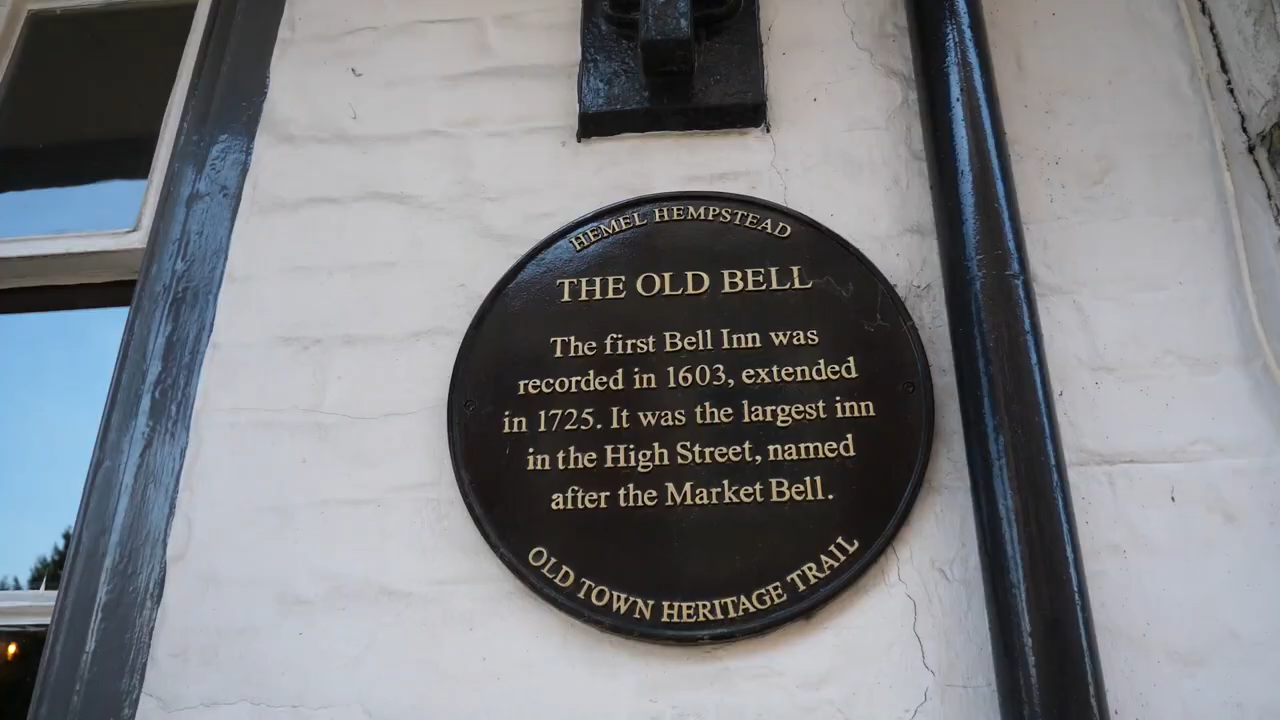 HEMEL HEMPSTEAD
THE OLD BELL
The first Bell Inn was
recorded in 1603, extended
in 1725. It was the largest inn
in the High Street, named
after the Market Bell.
OLD TOWN HERITAGE TRAIL